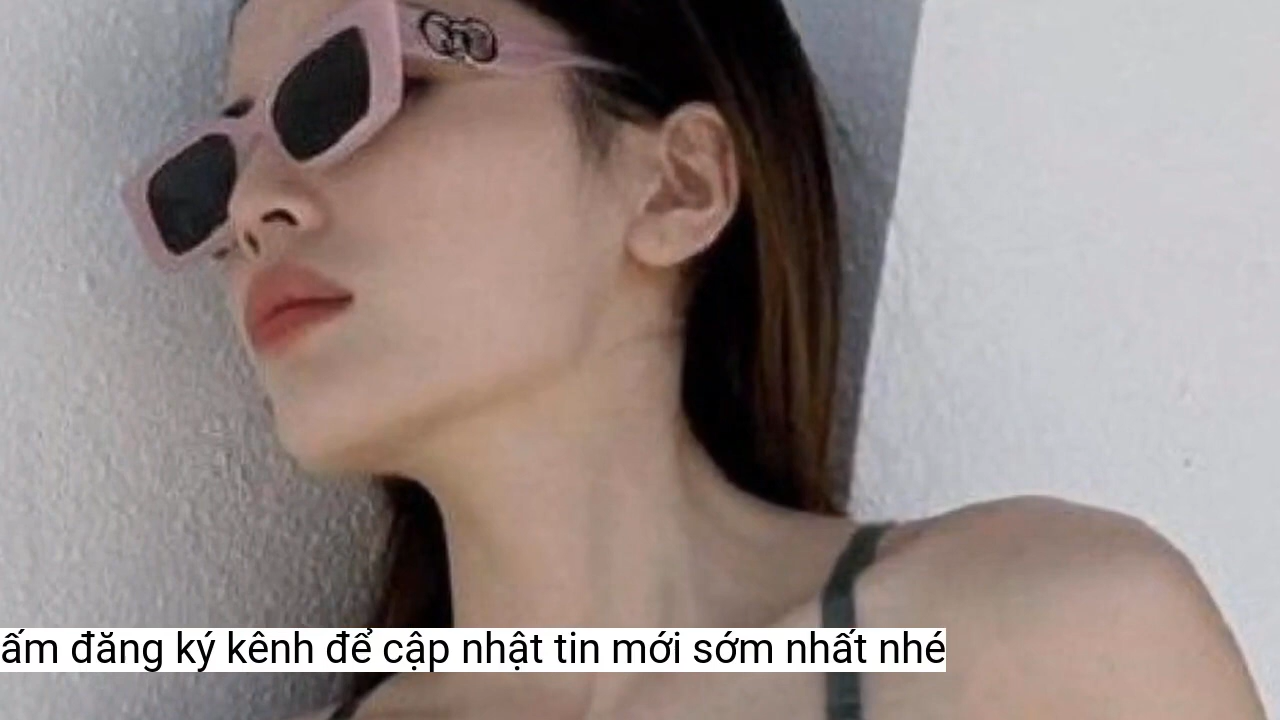 ấm đăng ký kênh để cập nhật tin mới sớm nhất nhé